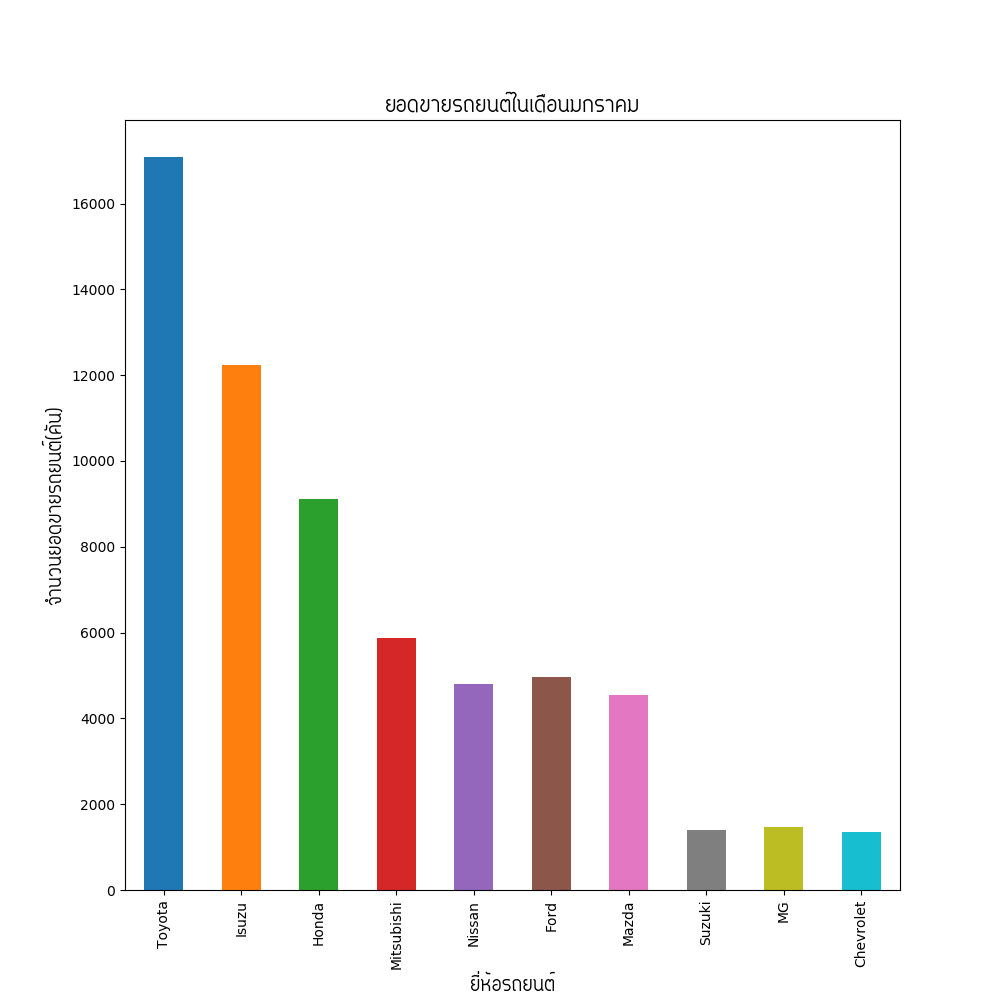 ยอดขายรถยนต์ในเดือนมกราคม
จำนวนยอดขายรถยนต์(คัน)
16000
14000
12000
10000
8000
6000
4000
2000
0
Toyota
Isuzu
Honda
Mitsubishi
Nissan
Ford
Mazda
Suzuki
MG
Chevrolet
ยี่ห้อรถยนต์